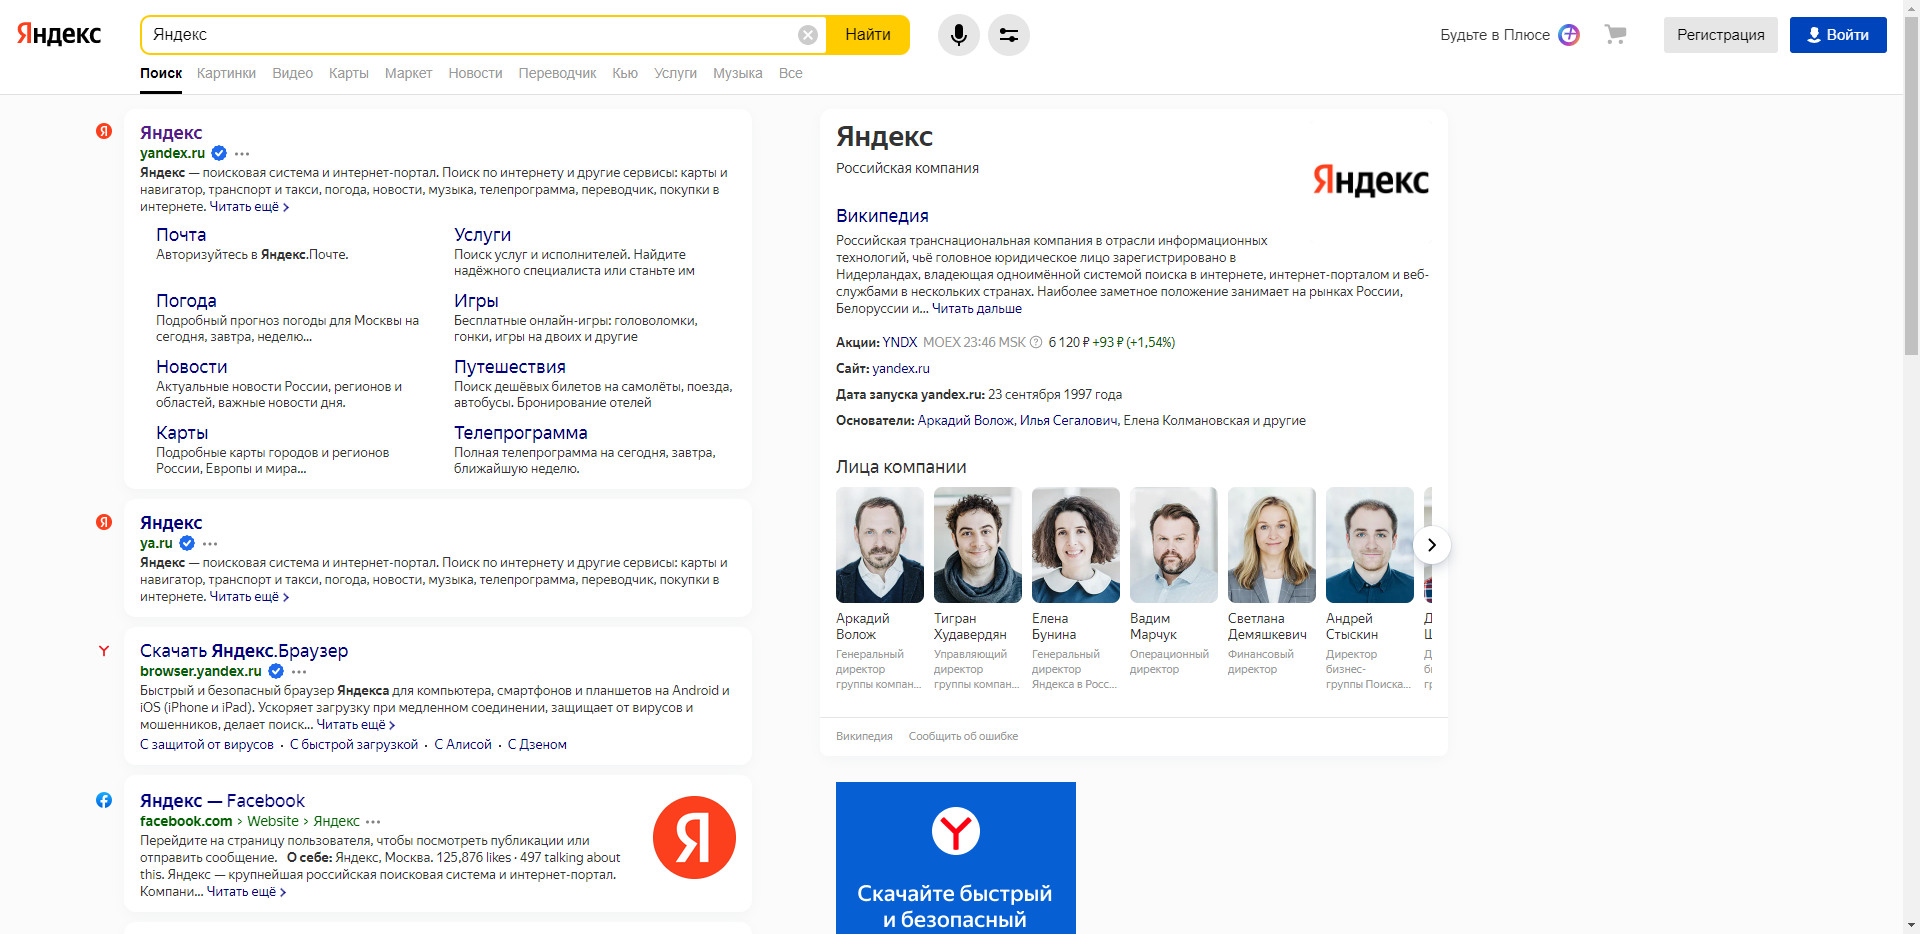 Яндекс
Яндекс
Найти
Будьте в Плюсе
Регистрация
Войти
Поиск Картинки Видео Карты Маркет Новости Переводчик Кью Услуги Музыка Все
Яндекс
yandex.ru
Яндекс — поисковая система и интернет-портал. Поиск по интернету и другие сервисы: карты и
навигатор, транспорт и такси, погода, новости, музыка, телепрограмма, переводчик, покупки в
интернете. Читать ещё
Почта
Авторизуйтесь в Яндекс.Почте.
Услуги
Поиск услуг и исполнителей. Найдите
надёжного специалиста или станьте им
Погода
Подробный прогноз погоды для Москвы на
сегодня, завтра, неделю...
Игры
Бесплатные онлайн-игры: головоломки,
гонки, игры на двоих и другие
Новости
Актуальные новости России, регионов и
областей, важные новости дня.
Путешествия
Поиск дешёвых билетов на самолёты, поезда,
автобусы. Бронирование отелей
Карты
Подробные карты городов и регионов
России, Европы и мира...
Телепрограмма
Полная телепрограмма на сегодня, завтра,
ближайшую неделю.
Яндекс
ya.ru
Яндекс — поисковая система и интернет-портал. Поиск по интернету и другие сервисы: карты и
навигатор, транспорт и такси, погода, новости, музыка, телепрограмма, переводчик, покупки в
интернете. Читать ещё
Скачать Яндекс.Браузер
browser.yandex.ru
Быстрый и безопасный браузер Яндекса для компьютера, смартфонов и планшетов на Android и
iOS (iPhone и iPad). Ускоряет загрузку при медленном соединении, защищает от вирусов и
мошенников, делает поиск... Читать ещё
С защитой от вирусов · С быстрой загрузкой · С Алисой · С Дзеном
Яндекс — Facebook
facebook.com › Website › Яндекс
Перейдите на страницу пользователя, чтобы посмотреть публикации или
отправить сообщение. О себе: Яндекс, Москва. 125,876 likes · 497 talking about
this. Яндекс — крупнейшая российская поисковая система и интернет-портал.
Компани... Читать ещё
Я
Яндекс
Российская компания
Яндекс
Википедия
Российская транснациональная компания в отрасли информационных
технологий, чьё головное юридическое лицо зарегистрировано в
Нидерландах, владеющая одноимённой системой поиска в интернете, интернет-порталом и веб-
службами в нескольких странах. Наиболее заметное положение занимает на рынках России,
Белоруссии и... Читать дальше
Акции: YNDX MOEX 23:46 MSK ? 6 120 ₽ +93 ₽ (+1,54%)
Сайт: yandex.ru
Дата запуска yandex.ru: 23 сентября 1997 года
Основатели: Аркадий Волож, Илья Сегалович, Елена Колмановская и другие
Лица компании
Аркадий
Волож
Генеральный
директор
группы компан...
Тигран
Худавердян
Управляющий
директор
группы компан...
Елена
Бунина
Генеральный
директор
Яндекса в Росс...
Вадим
Марчук
Операционный
директор
Светлана
Демяшкевич
Финансовый
директор
Андрей
Стыскин
Директор
бизнес-
группы Поиска...
Википедия Сообщить об ошибке
Скачайте быстрый
и безопасный